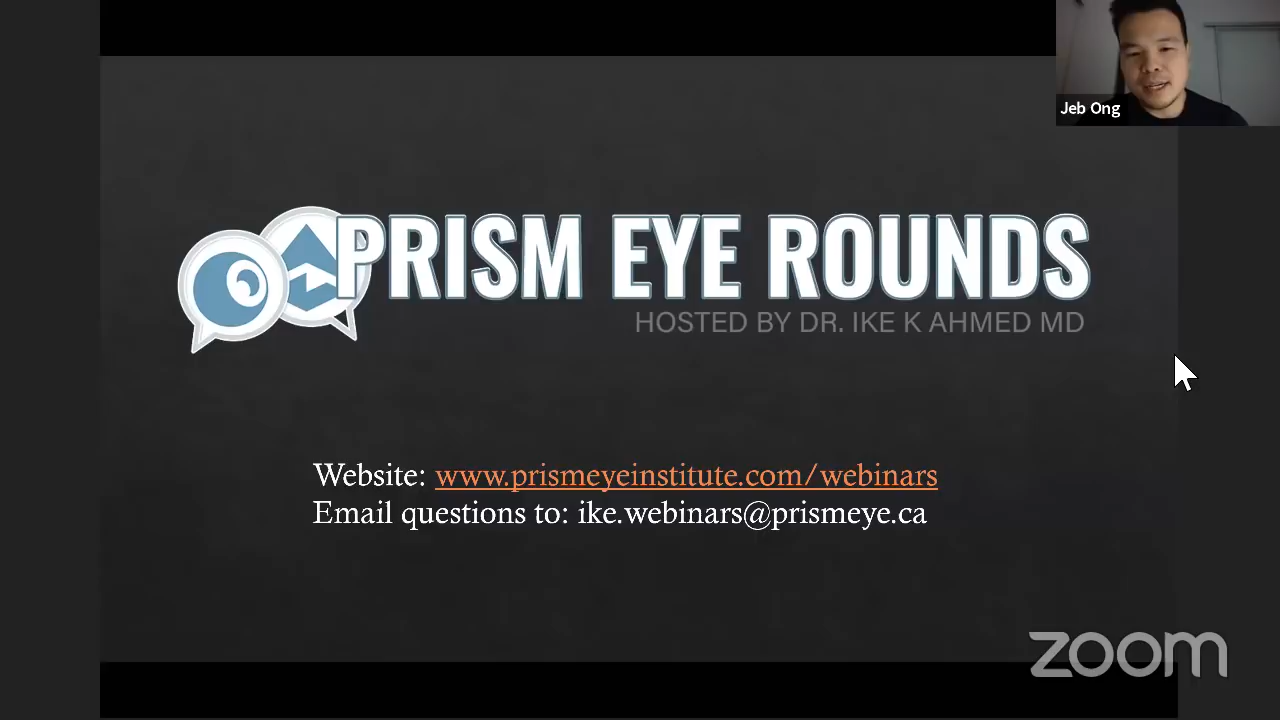 Jeb Ong
PRISM EYE ROUNDS
HOSTED BY DR. IKE K AHMED MD
Website: www.prismeyeinstitute.com/webinars
Email questions to: ike.webinars@prismeye.ca
zoom